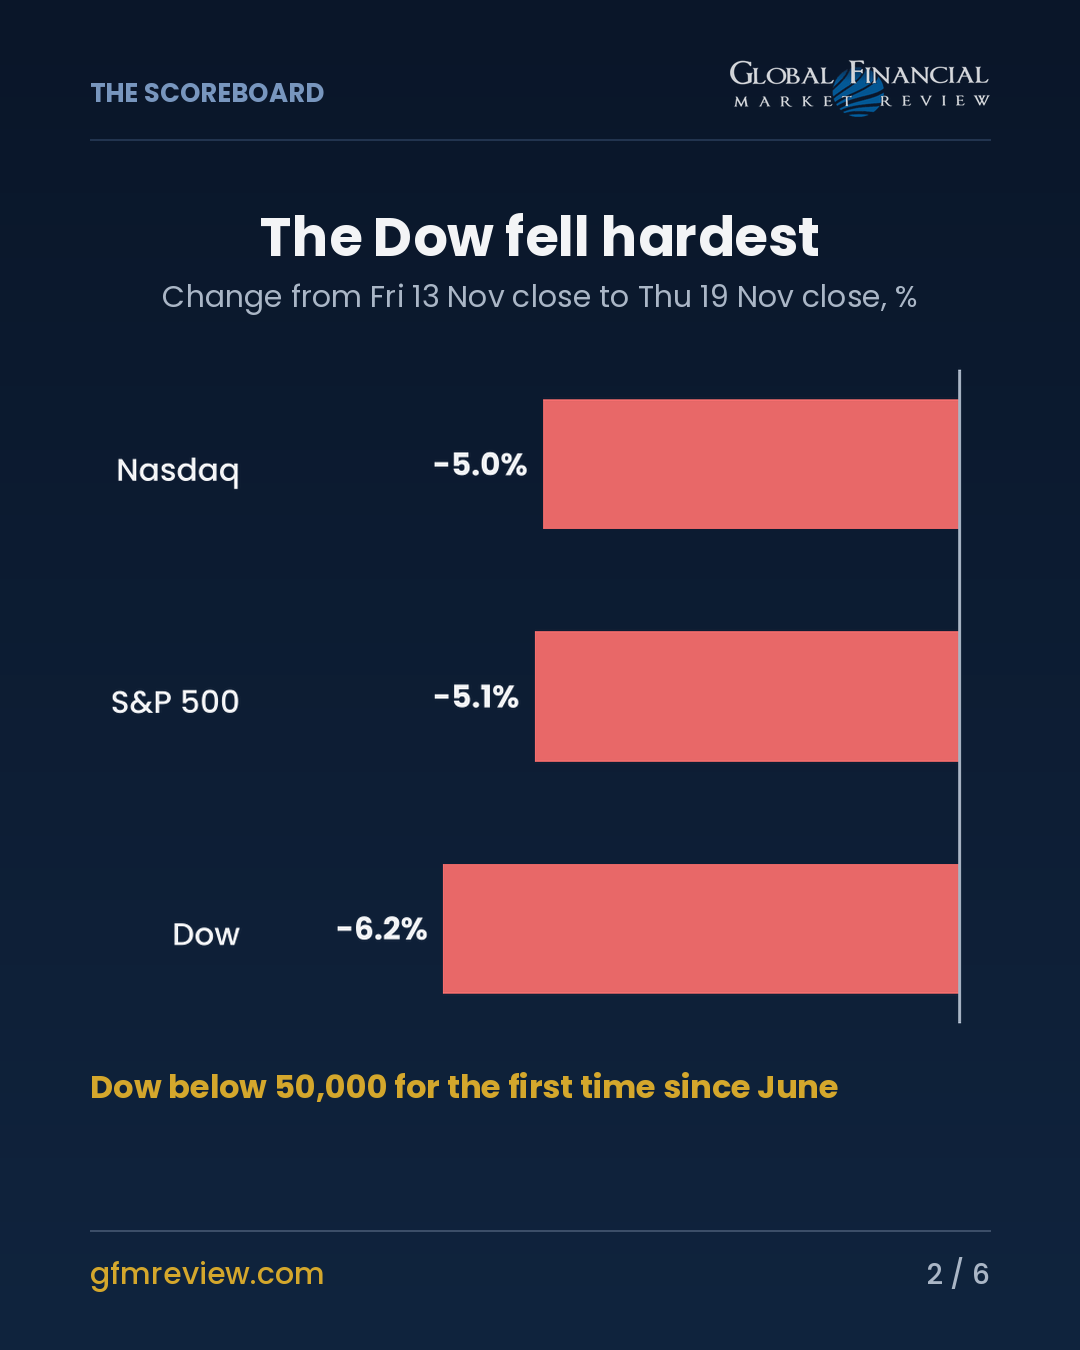 THE SCOREBOARD
GLOBAL FINANCIAL
MARKET REVIEW
The Dow fell hardest
Change from Fri 13 Nov close to Thu 19 Nov close, %
Nasdaq -5.0%
S&P 500 -5.1%
Dow -6.2%
Dow below 50,000 for the first time since June
gfmreview.com
2 / 6